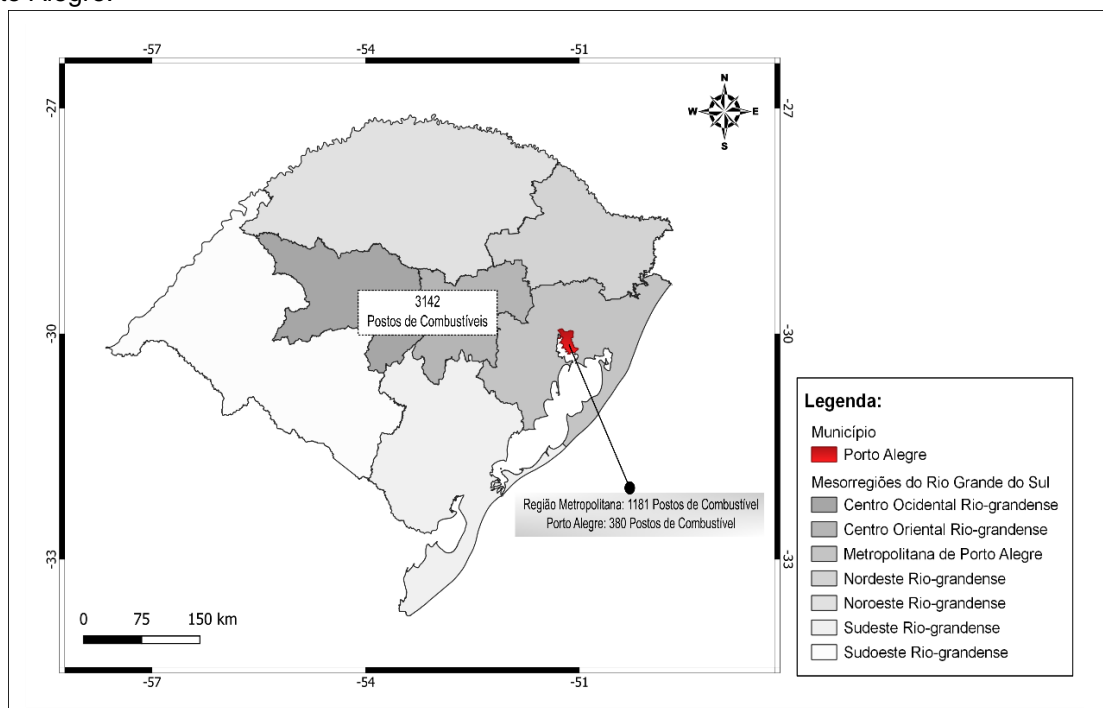 to Alegre.
-57
-54
-51
-27
-27
N
W
E
S
3142
Postos de Combustíveis
-30
-30
Legenda:
Município
Porto Alegre
Mesorregiões do Rio Grande do Sul
Centro Ocidental Rio-grandense
Centro Oriental Rio-grandense
Metropolitana de Porto Alegre
Nordeste Rio-grandense
Noroeste Rio-grandense
Sudeste Rio-grandense
Sudoeste Rio-grandense
Região Metropolitana: 1181 Postos de Combustível
Porto Alegre: 380 Postos de Combustível
-33
-33
0 75 150 km
-57
-54
-51